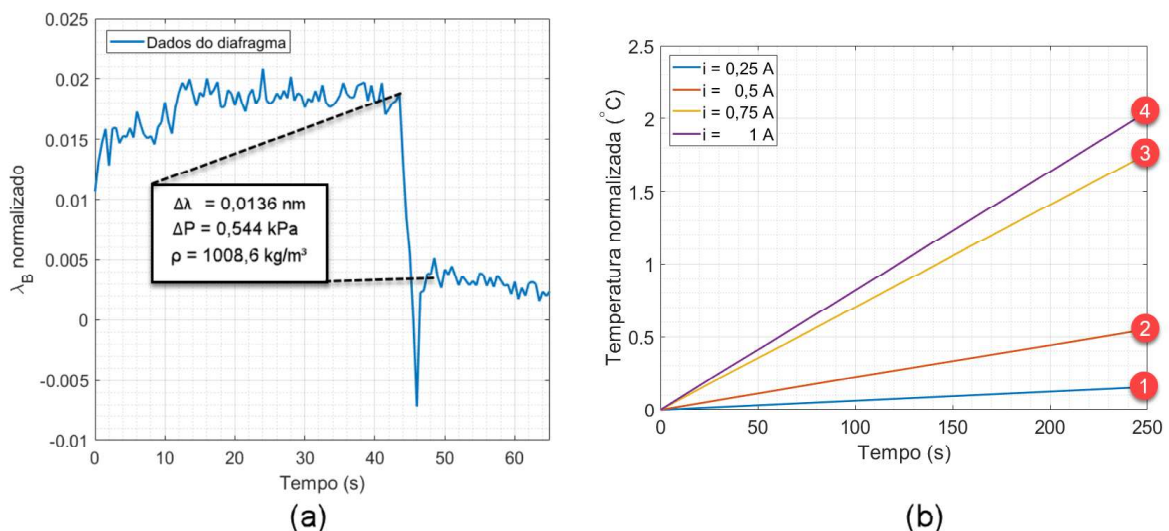 0.025
0.02
0.015
0.01
0.005
0
-0.005
-0.01
λB normalizado
Dados do diafragma
Δλ = 0,0136 nm
ΔP = 0,544 kPa
ρ = 1008,6 kg/m³
0 10 20 30 40 50 60
Tempo (s)
(a)
2.5
2
1.5
1
0.5
0
Temperatura normalizada (°C)
i = 0,25 A
i = 0,5 A
i = 0,75 A
i = 1 A
4
3
2
1
0 50 100 150 200 250
Tempo (s)
(b)